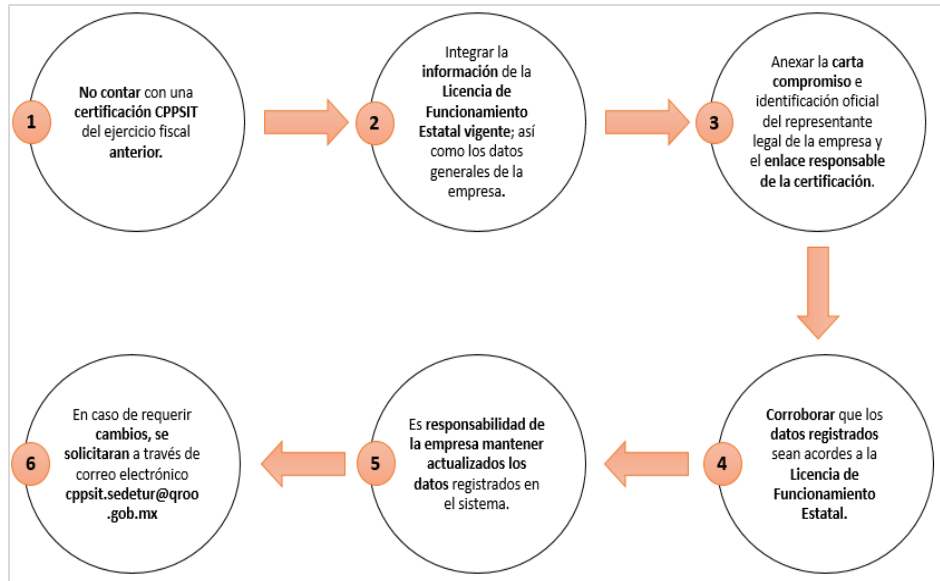 1
No contar con una
certificación CPPSIT
del ejercicio fiscal
anterior.
2
Integrar la
información de la
Licencia de
Funcionamiento
Estatal vigente; así
como los datos
generales de la
empresa.
3
Anexar la carta
compromiso e
identificación oficial
del representante
legal de la empresa y
el enlace responsable
de la certificación.
4
Corroborar que los
datos registrados
sean acordes a la
Licencia de
Funcionamiento
Estatal.
5
Es responsabilidad de
la empresa mantener
actualizados los
datos registrados en
el sistema.
6
En caso de requerir
cambios, se
solicitaran a través de
correo electrónico
cppsit.sedetur@qroo
.gob.mx